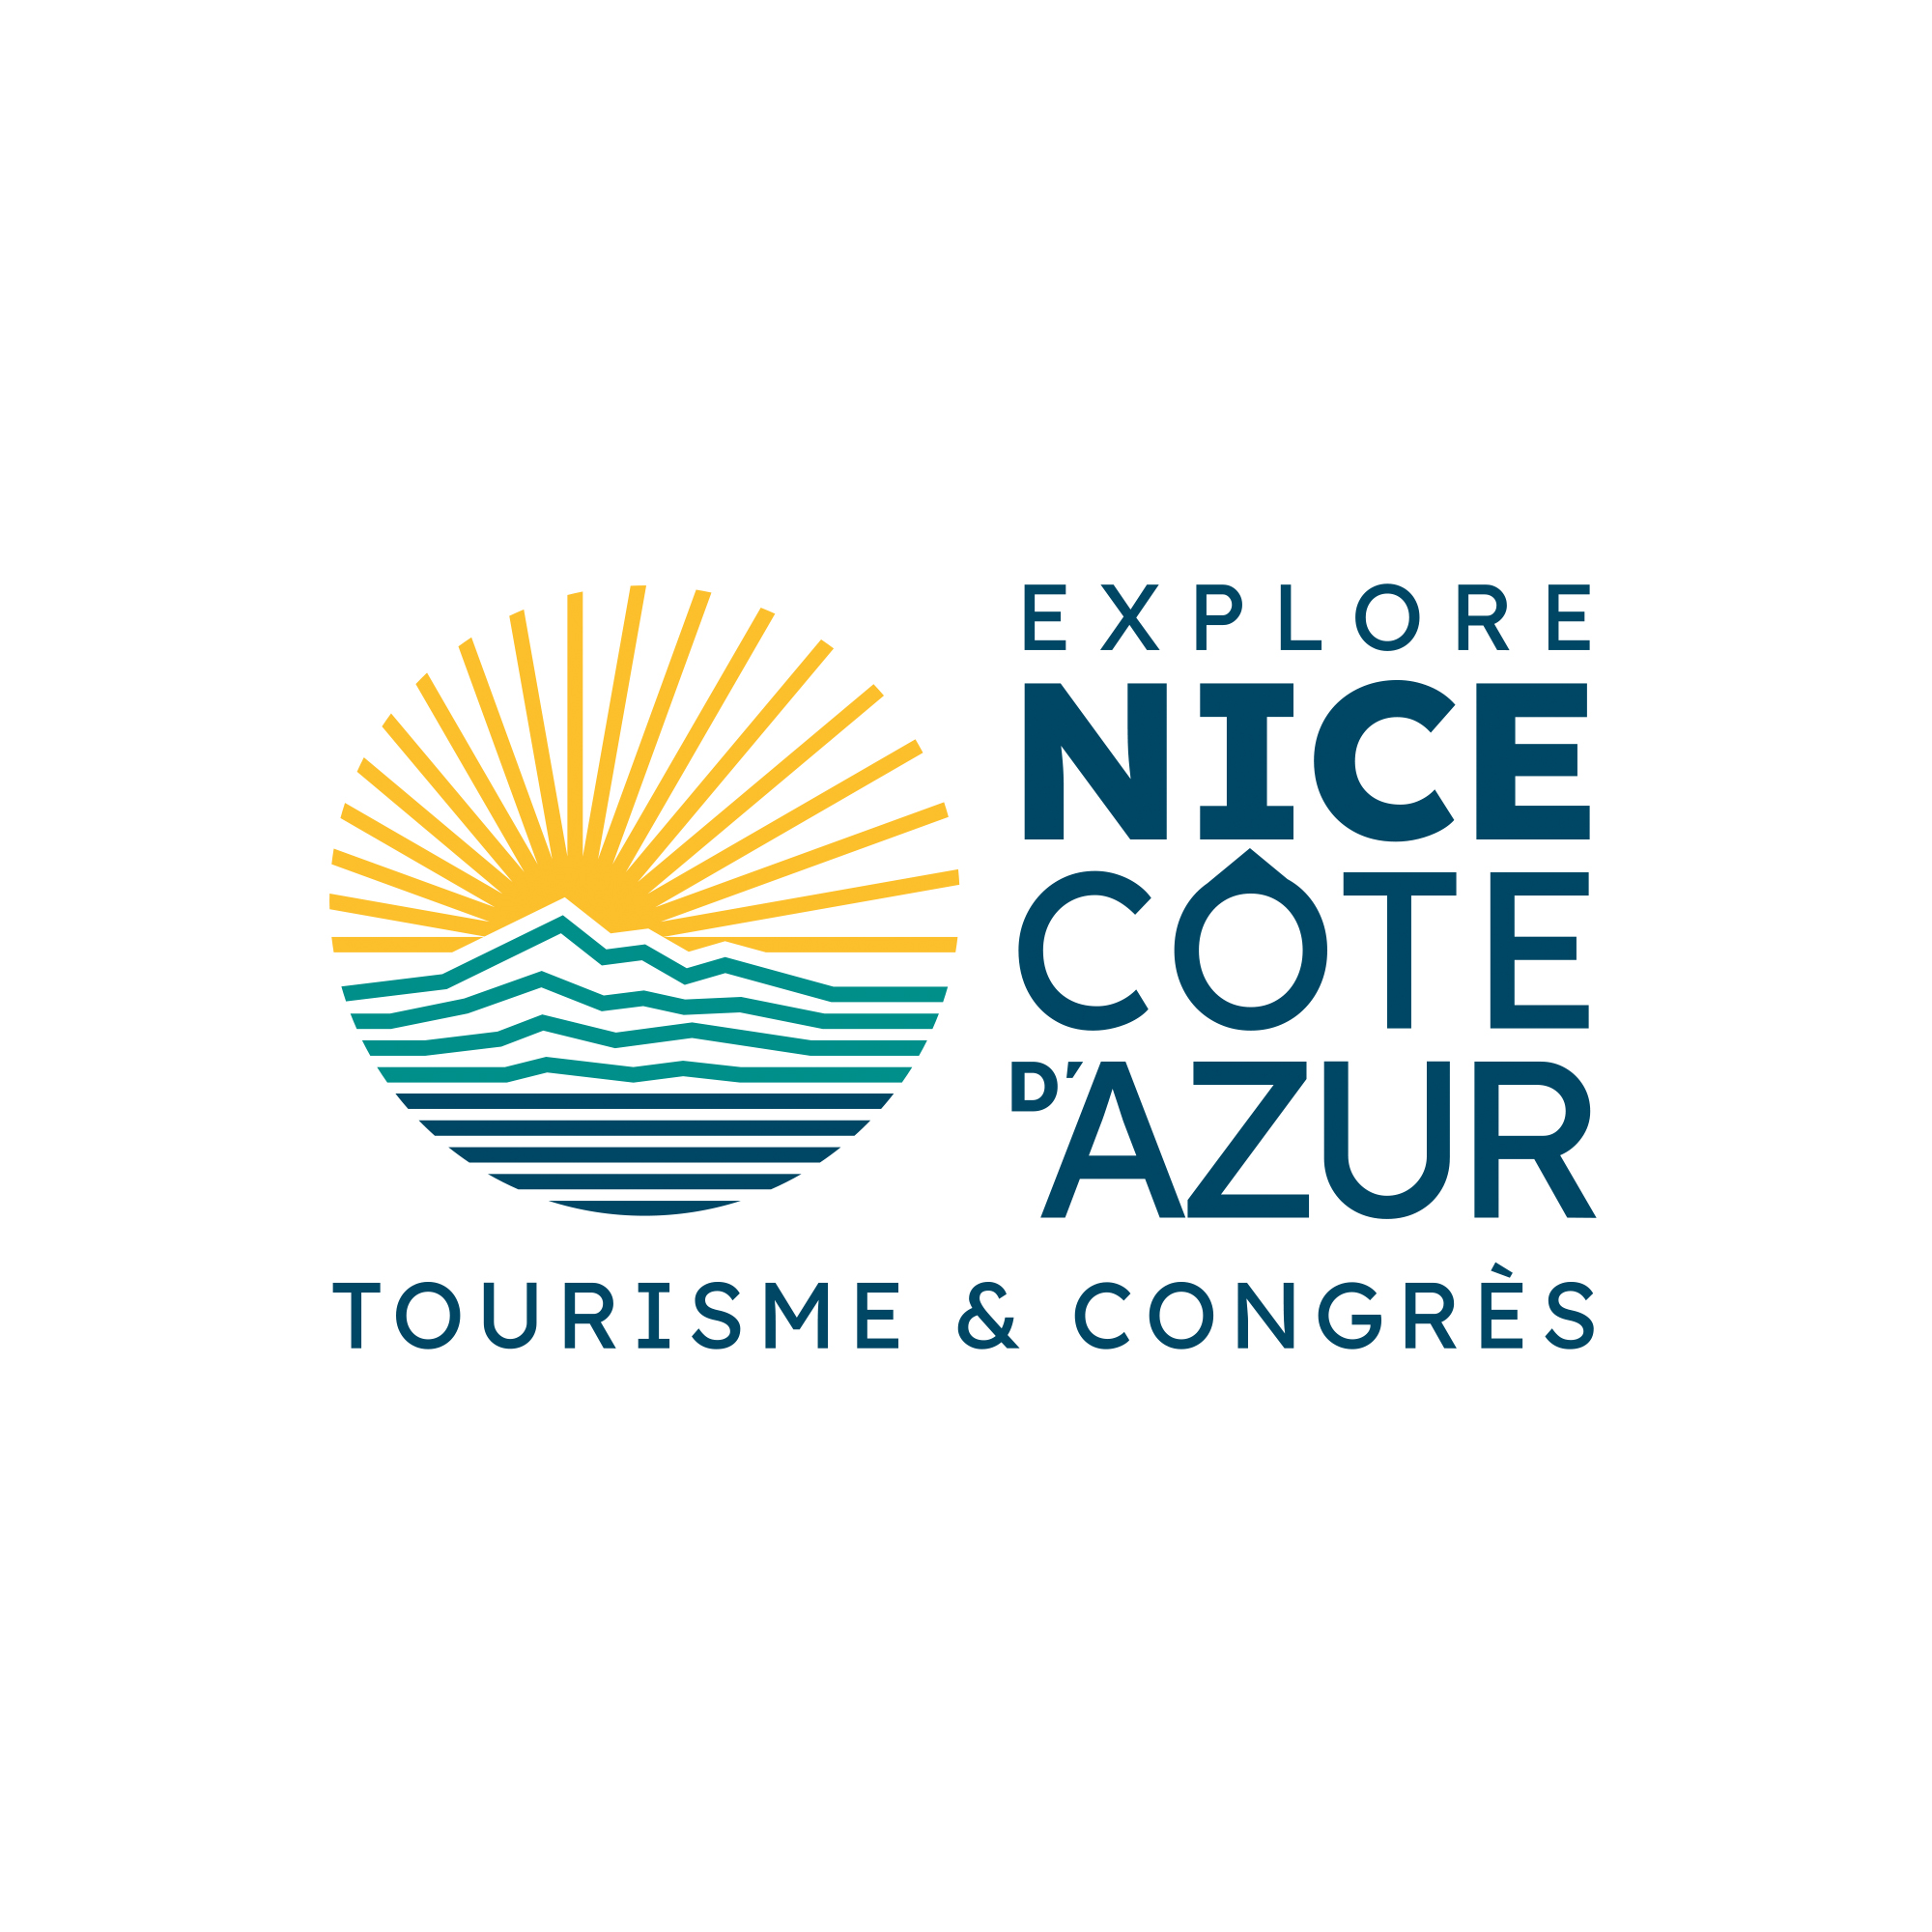 EXPLORE
NICE
CÔTE
D'AZUR
TOURISME & CONGRÈS